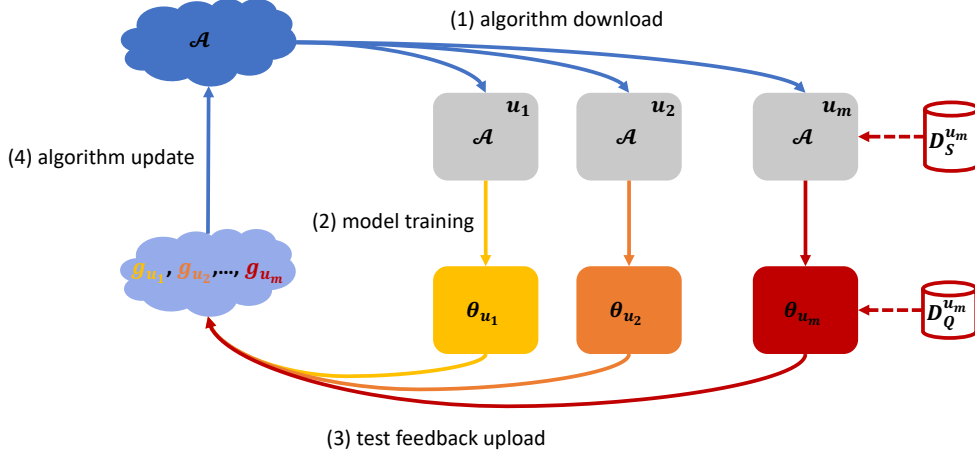 (1) algorithm download
𝒜
u₁
u₂
uₘ
𝒜
𝒜
𝒜
D_S^{uₘ}
(4) algorithm update
(2) model training
g_{u₁}, g_{u₂},..., g_{uₘ}
θ_{u₁}
θ_{u₂}
θ_{uₘ}
D_Q^{uₘ}
(3) test feedback upload